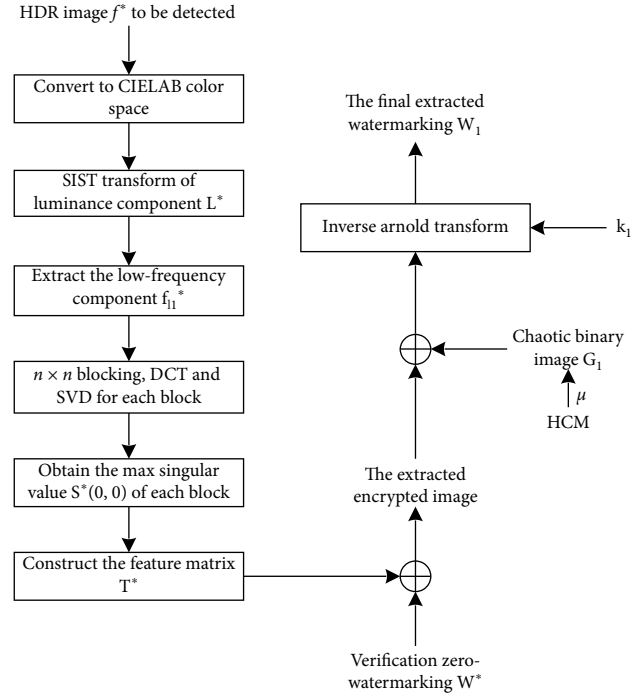 HDR image f* to be detected
Convert to CIELAB color
space
SIST transform of
luminance component L*
Extract the low-frequency
component f_l1*
n × n blocking, DCT and
SVD for each block
Obtain the max singular
value S*(0, 0) of each block
Construct the feature matrix
T*
The final extracted
watermarking W₁
Inverse arnold transform
k₁
Chaotic binary
image G₁
μ
HCM
The extracted
encrypted image
Verification zero-
watermarking W*